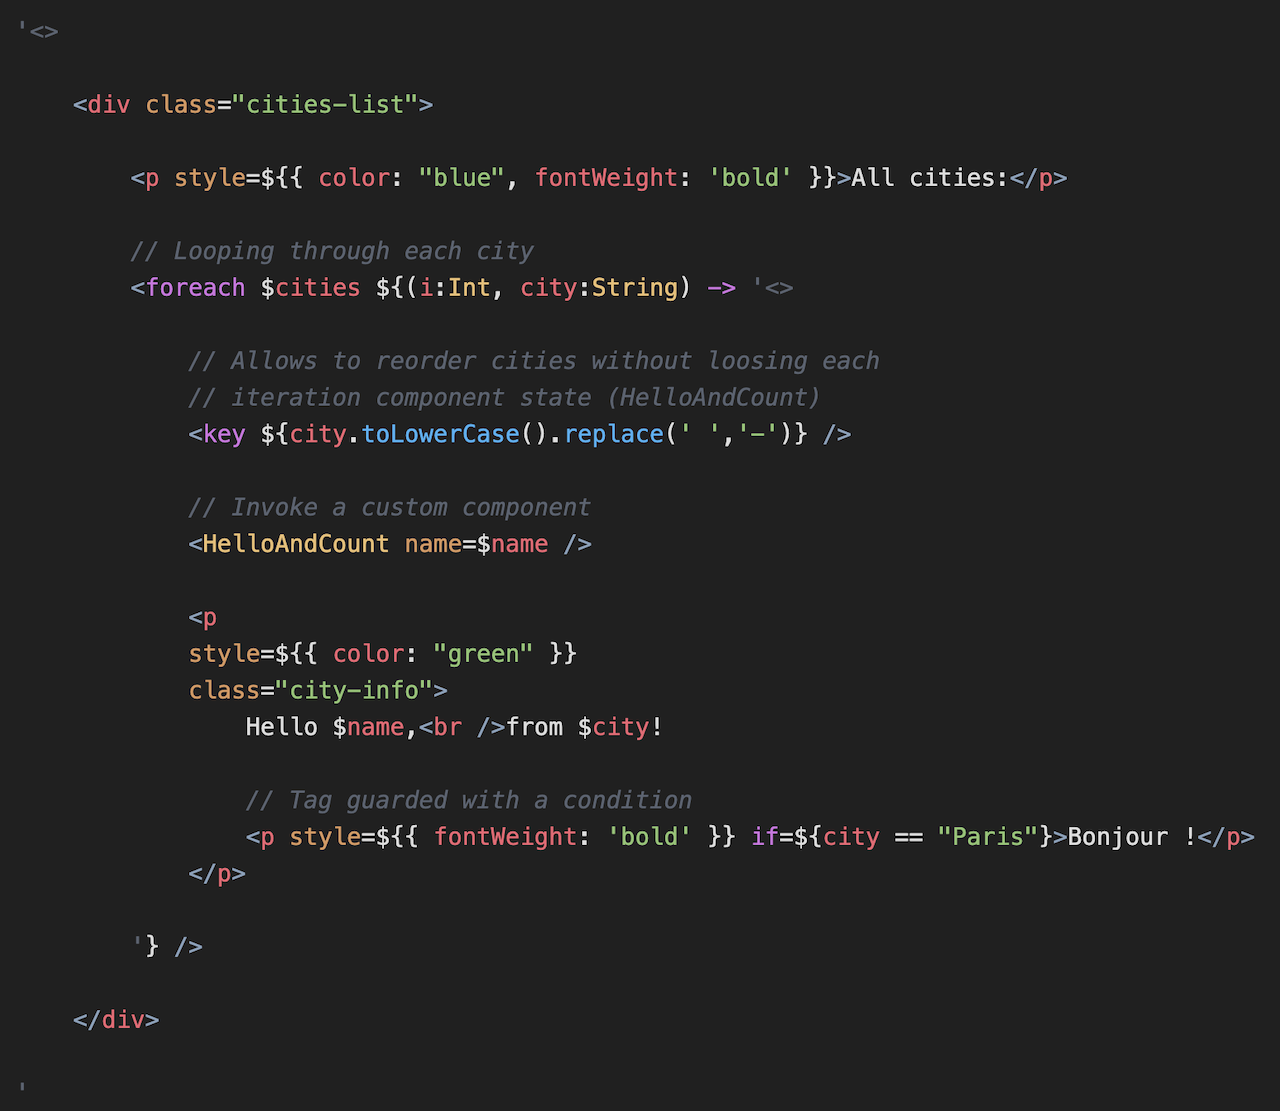 '<>
<div class="cities-list">
<p style=${{ color: "blue", fontWeight: 'bold' }}>All cities:</p>
// Looping through each city
<foreach $cities ${(i:Int, city:String) -> '<>
// Allows to reorder cities without loosing each
// iteration component state (HelloAndCount)
<key ${city.toLowerCase().replace(' ','-')} />
// Invoke a custom component
<HelloAndCount name=$name />
<p
style=${{ color: "green" }}
class="city-info">
Hello $name,<br />from $city!
// Tag guarded with a condition
<p style=${{ fontWeight: 'bold' }} if=${city == "Paris"}>Bonjour !</p>
</p>
'} />
</div>
'